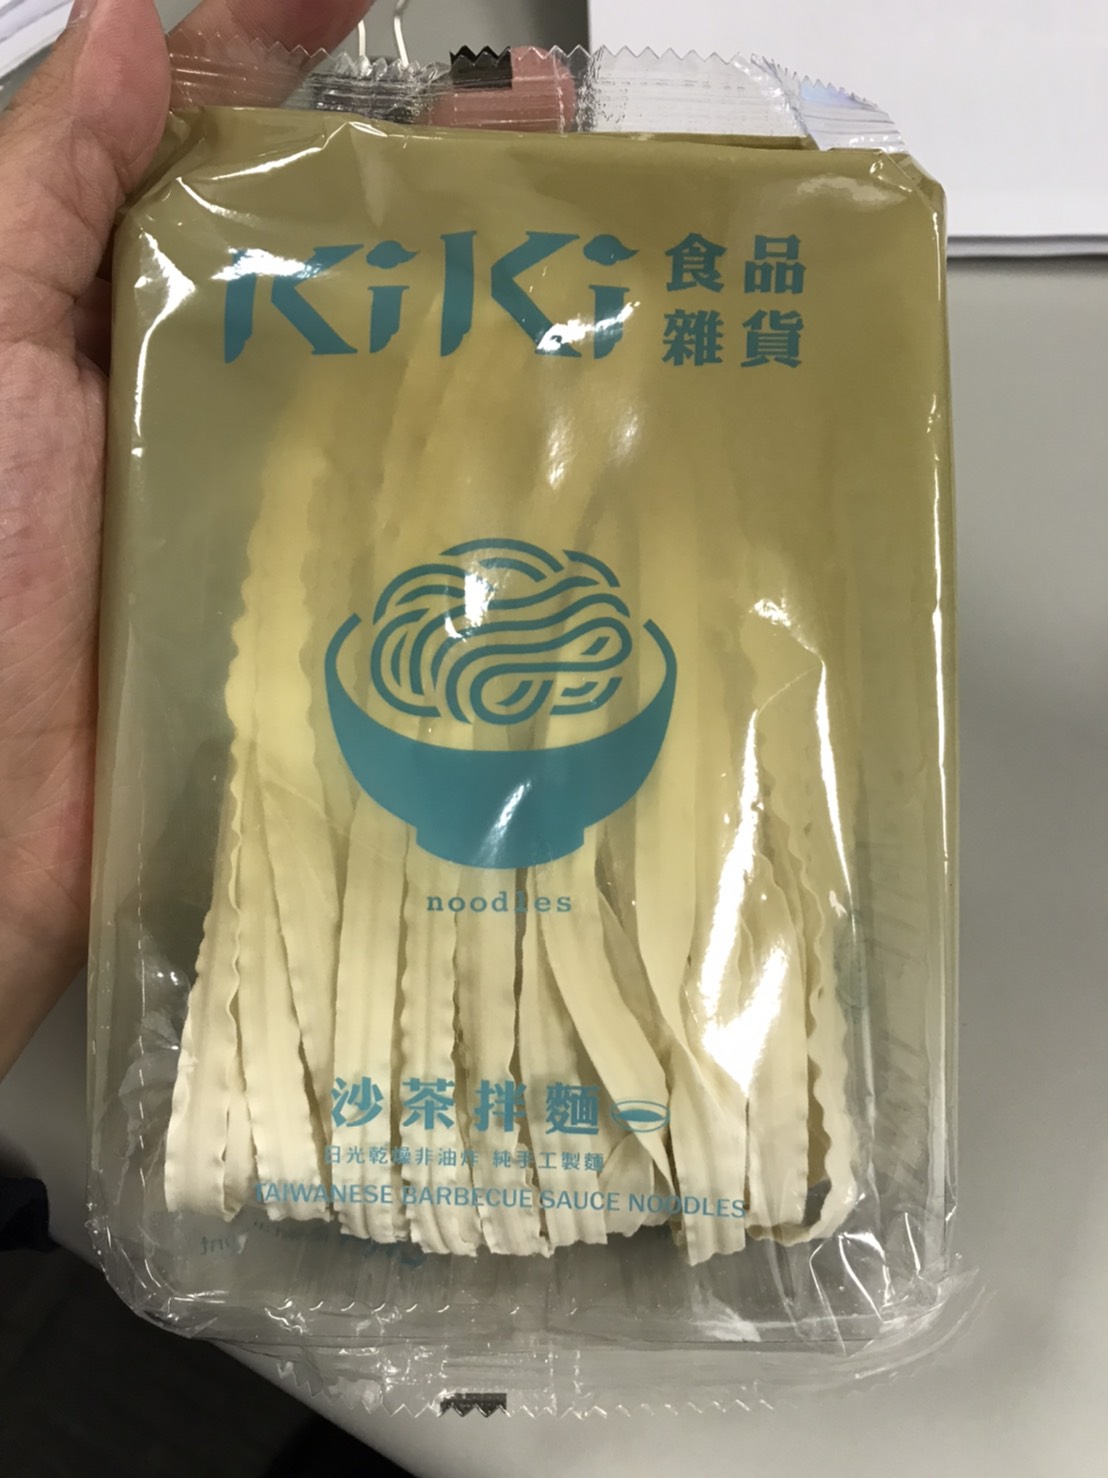 KiKi 食品
雜貨
noodles
沙茶拌麵
日光乾燥非油炸 純手工製麵
TAIWANESE BARBECUE SAUCE NOODLES